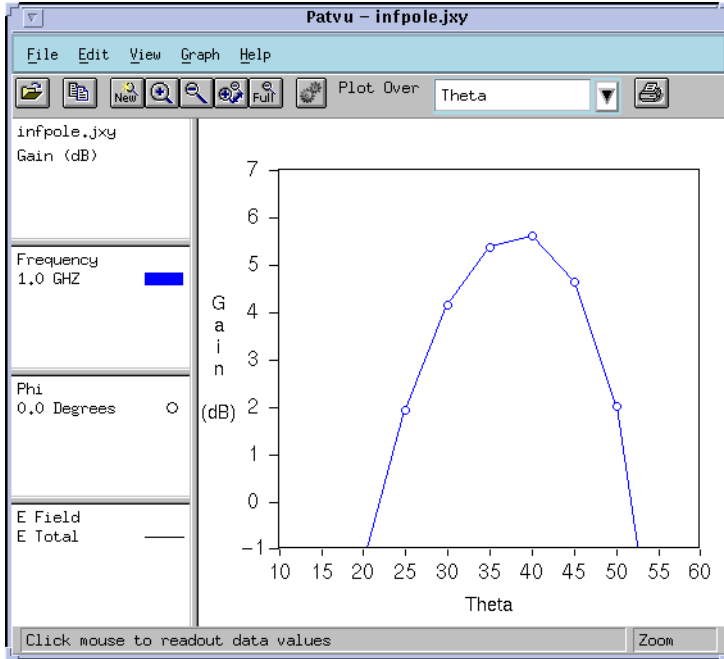 Patvu - infpole.jxy
File Edit View Graph Help
New Full Plot Over Theta
infpole.jxy
Gain (dB)
Frequency
1.0 GHZ
Phi
0.0 Degrees
E Field
E Total
7
6
5
4
3
2
1
0
-1
Gain
(dB)
10 15 20 25 30 35 40 45 50 55 60
Theta
Click mouse to readout data values Zoom